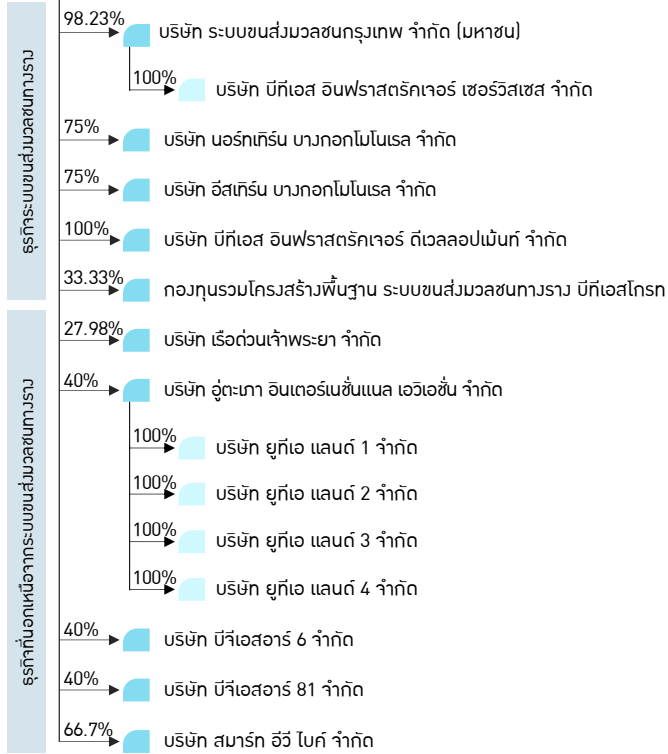 ธุรกิจระบบขนส่งมวลชนทางราง
98.23%
บริษัท ระบบขนส่งมวลชนกรุงเทพ จำกัด (มหาชน)
100%
บริษัท บีทีเอส อินฟราสตรัคเจอร์ เซอร์วิสเซส จำกัด
75%
บริษัท นอร์ทเทิร์น บางกอกโมโนเรล จำกัด
75%
บริษัท อีสเทิร์น บางกอกโมโนเรล จำกัด
100%
บริษัท บีทีเอส อินฟราสตรัคเจอร์ ดีเวลลอปเม้นท์ จำกัด
33.33%
กองทุนรวมโครงสร้างพื้นฐาน ระบบขนส่งมวลชนทางราง บีทีเอสโกรท
ธุรกิจที่นอกเหนือจากระบบขนส่งมวลชนทางราง
27.98%
บริษัท เรือด่วนเจ้าพระยา จำกัด
40%
บริษัท อู่ตะเภา อินเตอร์เนชั่นแนล เอวิเอชั่น จำกัด
100%
บริษัท ยูทีเอ แลนด์ 1 จำกัด
100%
บริษัท ยูทีเอ แลนด์ 2 จำกัด
100%
บริษัท ยูทีเอ แลนด์ 3 จำกัด
100%
บริษัท ยูทีเอ แลนด์ 4 จำกัด
40%
บริษัท บีจีเอสอาร์ 6 จำกัด
40%
บริษัท บีจีเอสอาร์ 81 จำกัด
66.7%
บริษัท สมาร์ท อีวี ไบค์ จำกัด